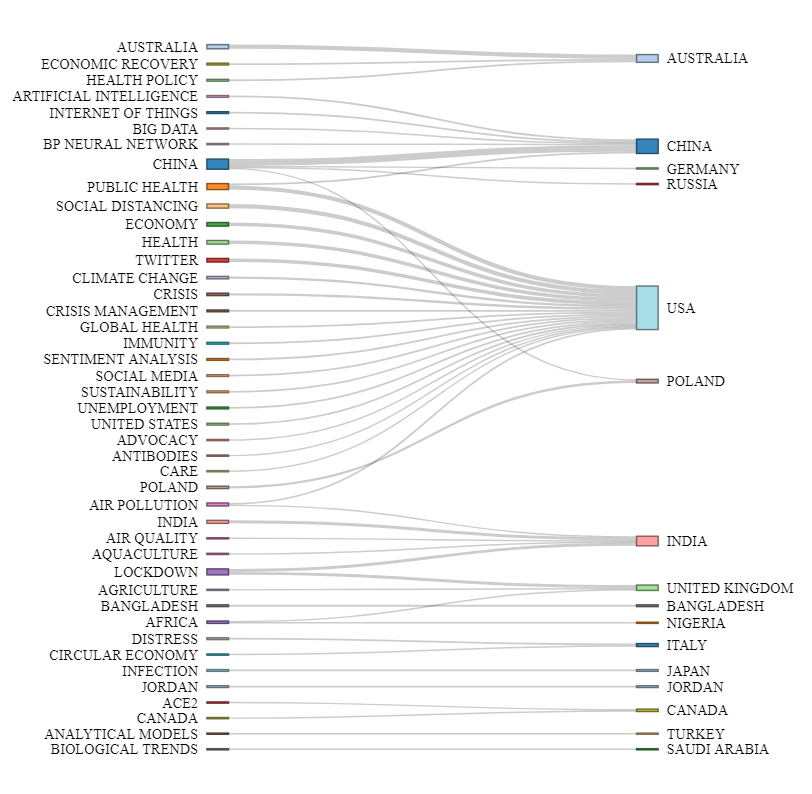 AUSTRALIA
ECONOMIC RECOVERY
HEALTH POLICY
ARTIFICIAL INTELLIGENCE
INTERNET OF THINGS
BIG DATA
BP NEURAL NETWORK
CHINA
PUBLIC HEALTH
SOCIAL DISTANCING
ECONOMY
HEALTH
TWITTER
CLIMATE CHANGE
CRISIS
CRISIS MANAGEMENT
GLOBAL HEALTH
IMMUNITY
SENTIMENT ANALYSIS
SOCIAL MEDIA
SUSTAINABILITY
UNEMPLOYMENT
UNITED STATES
ADVOCACY
ANTIBODIES
CARE
POLAND
AIR POLLUTION
INDIA
AIR QUALITY
AQUACULTURE
LOCKDOWN
AGRICULTURE
BANGLADESH
AFRICA
DISTRESS
CIRCULAR ECONOMY
INFECTION
JORDAN
ACE2
CANADA
ANALYTICAL MODELS
BIOLOGICAL TRENDS
AUSTRALIA
CHINA
GERMANY
RUSSIA
USA
POLAND
INDIA
UNITED KINGDOM
BANGLADESH
NIGERIA
ITALY
JAPAN
JORDAN
CANADA
TURKEY
SAUDI ARABIA